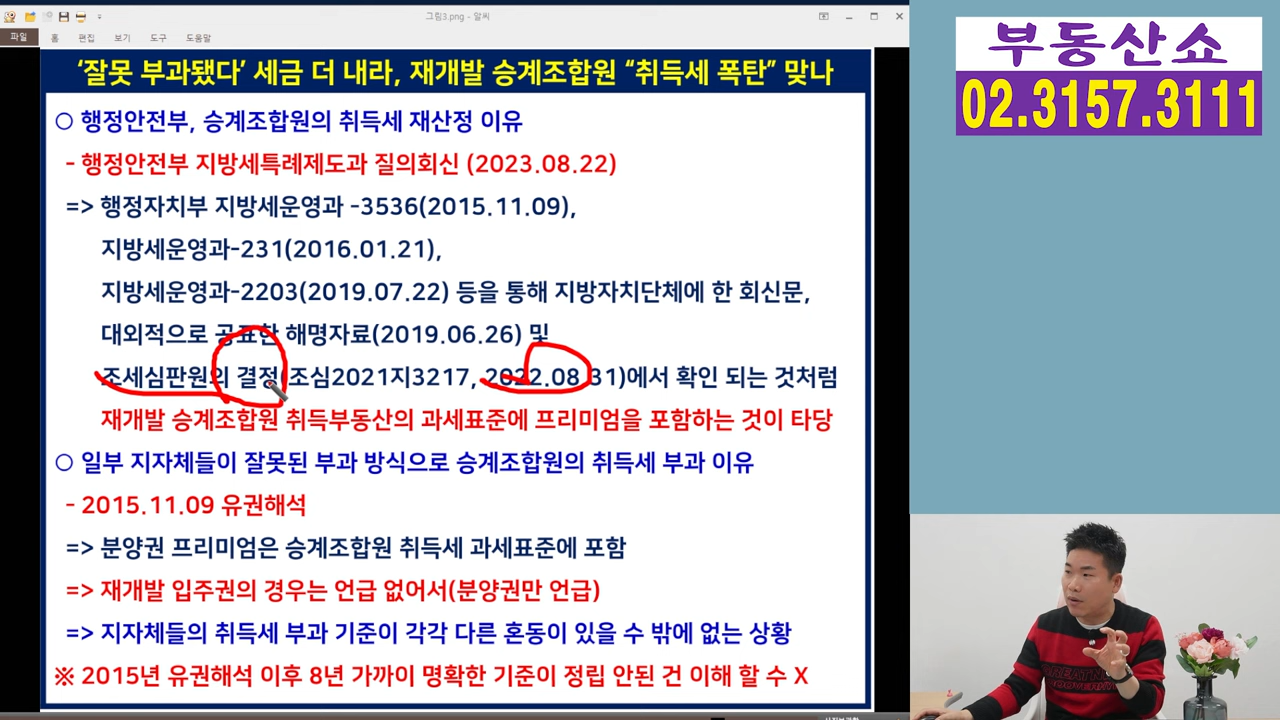 그림3.png - 알씨
파일 홈 편집 보기 도구 도움말
‘잘못 부과됐다’ 세금 더 내라, 재개발 승계조합원 “취득세 폭탄” 맞나
○ 행정안전부, 승계조합원의 취득세 재산정 이유
- 행정안전부 지방세특례제도과 질의회신 (2023.08.22)
=> 행정자치부 지방세운영과 -3536(2015.11.09),
지방세운영과-231(2016.01.21),
지방세운영과-2203(2019.07.22) 등을 통해 지방자치단체에 한 회신문,
대외적으로 공표한 해명자료(2019.06.26) 및
조세심판원의 결정(조심2021지3217, 2022.08.31)에서 확인 되는 것처럼
재개발 승계조합원 취득부동산의 과세표준에 프리미엄을 포함하는 것이 타당
○ 일부 지자체들이 잘못된 부과 방식으로 승계조합원의 취득세 부과 이유
- 2015.11.09 유권해석
=> 분양권 프리미엄은 승계조합원 취득세 과세표준에 포함
=> 재개발 입주권의 경우는 언급 없어서(분양권만 언급)
=> 지자체들의 취득세 부과 기준이 각각 다른 혼동이 있을 수 밖에 없는 상황
※ 2015년 유권해석 이후 8년 가까이 명확한 기준이 정립 안된 건 이해 할 수 X
부동산쇼
02.3157.3111